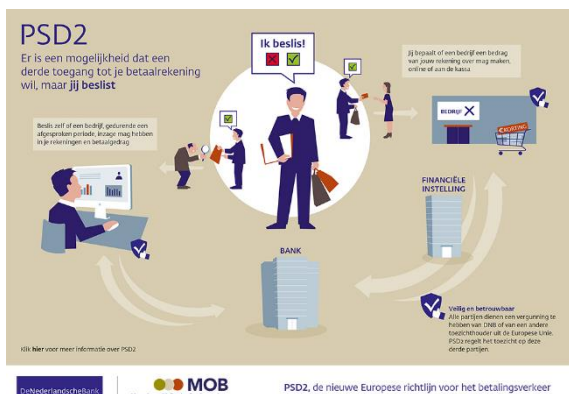 PSD2
Er is een mogelijkheid dat een
derde toegang tot je betaalrekening
wil, maar jij beslist
Ik beslis!
Jij bepaalt of een bedrijf een bedrag
van jouw rekening over mag maken,
online of aan de kassa
Beslis zelf of een bedrijf, gedurende een
afgesproken periode, inzage mag hebben
in je rekeningen en betaalgedrag
BEDRIJF X
KORTING
FINANCIËLE
INSTELLING
BANK
Veilig en betrouwbaar
Alle partijen dienen een vergunning te
hebben van DNB of van een andere
toezichthouder uit de Europese Unie.
PSD2 regelt het toezicht op deze
derde partijen.
Klik hier voor meer informatie over PSD2
DeNederlandscheBank
MOB
PSD2, de nieuwe Europese richtlijn voor het betalingsverkeer